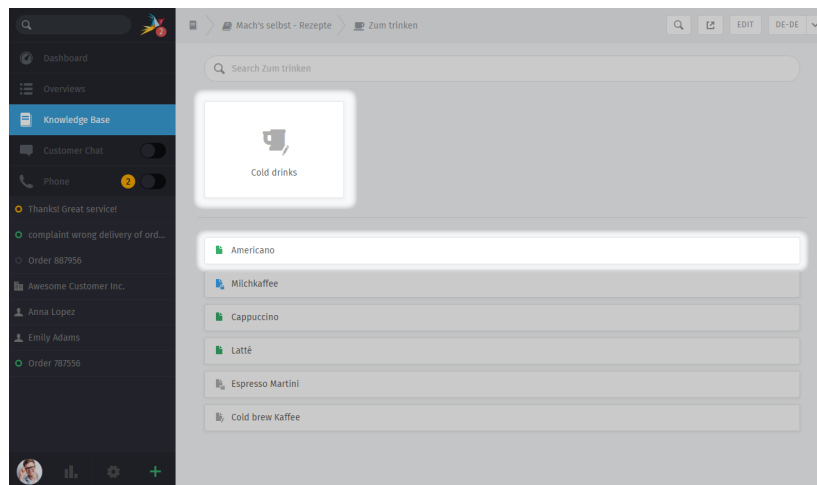 2
Mach's selbst - Rezepte
Zum trinken
EDIT
DE-DE
Dashboard
Overviews
Knowledge Base
Customer Chat
Phone
2
Thanks! Great service!
complaint wrong delivery of ord...
Order 887956
Awesome Customer Inc.
Anna Lopez
Emily Adams
Order 787556
Search Zum trinken
Cold drinks
Americano
Milchkaffee
Cappuccino
Latté
Espresso Martini
Cold brew Kaffee